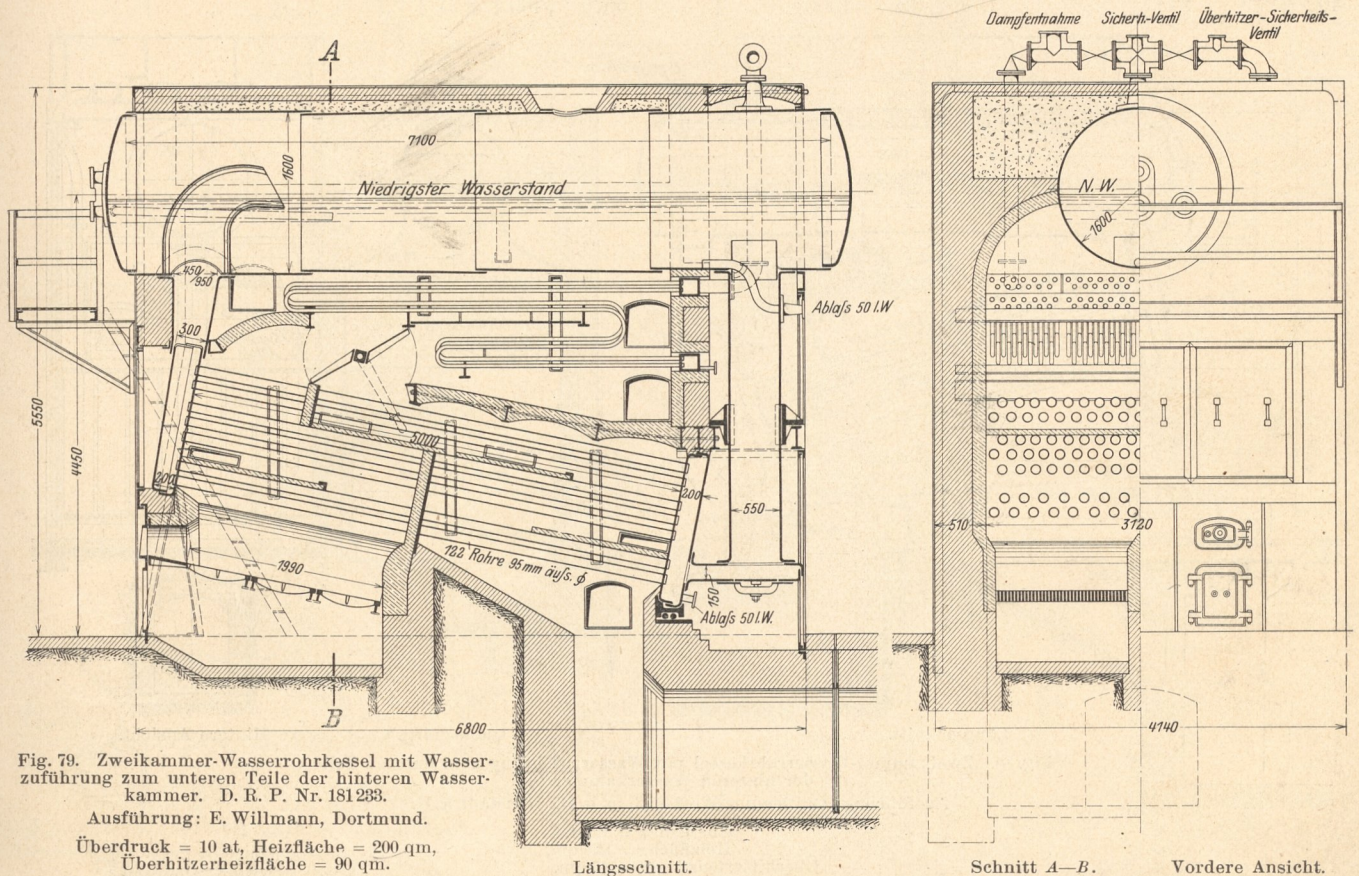 Dampfentnahme Sicherh.-Ventil Überhitzer-Sicherheits-
Ventil
A
7100
1600
Niedrigster Wasserstand
N. W.
1600
450/950
Ablaſs 50 l.W
300
5550
4450
5000
200
200
550
510
3120
1990
122 Rohre 95 mm äuſs. ϕ
150
Ablaſs 50 l.W.
B
6800
4140
Fig. 79. Zweikammer-Wasserrohrkessel mit Wasser-
zuführung zum unteren Teile der hinteren Wasser-
kammer. D. R. P. Nr. 181233.
Ausführung: E. Willmann, Dortmund.
Überdruck = 10 at, Heizfläche = 200 qm,
Überhitzerheizfläche = 90 qm.
Längsschnitt.
Schnitt A—B.
Vordere Ansicht.